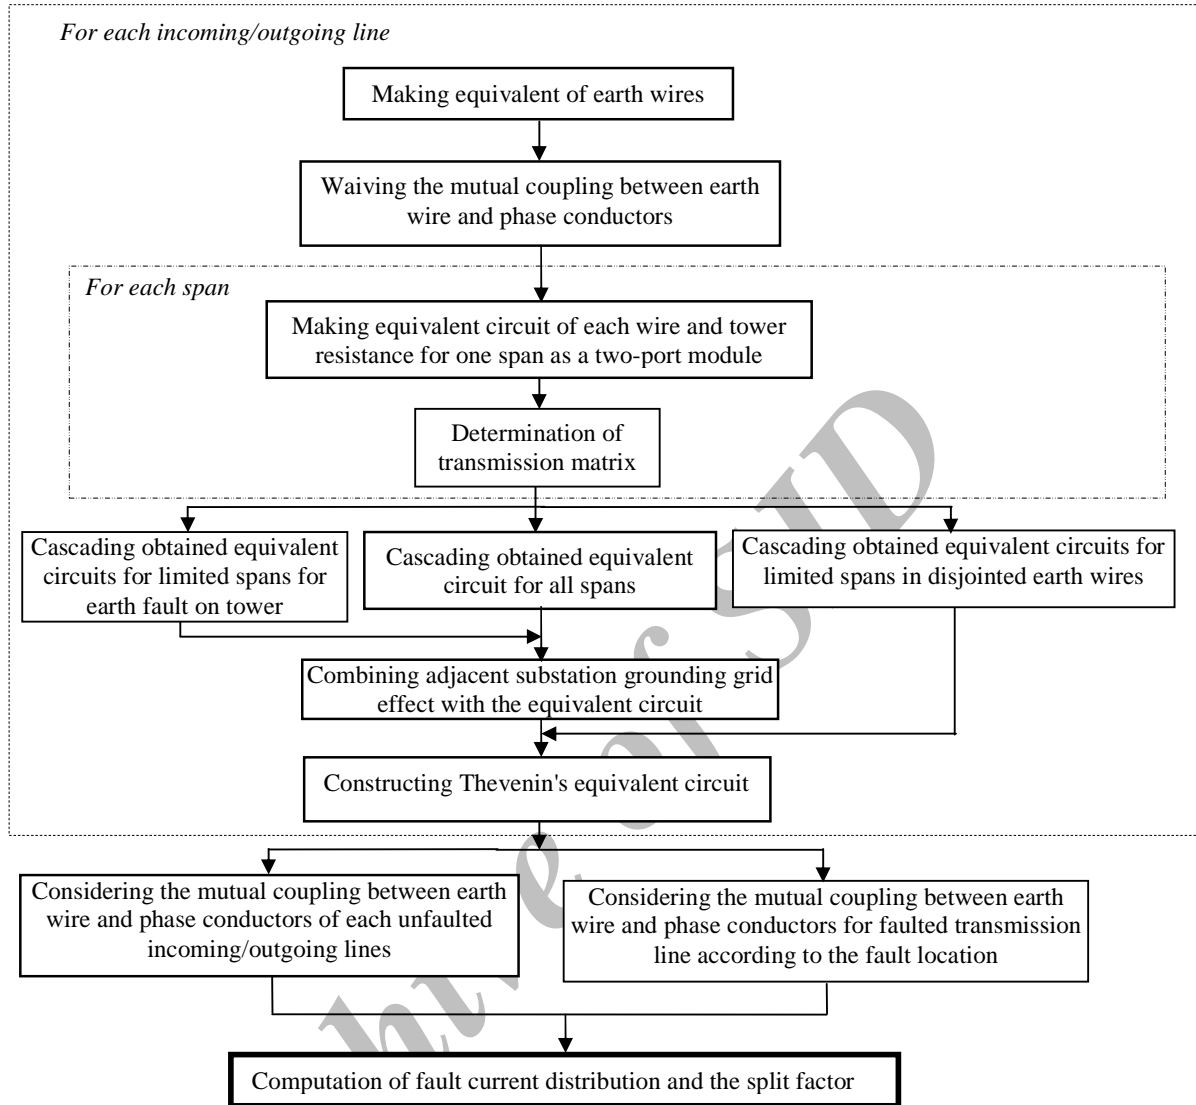 For each incoming/outgoing line
Making equivalent of earth wires
Waiving the mutual coupling between earth
wire and phase conductors
For each span
Making equivalent circuit of each wire and tower
resistance for one span as a two-port module
Determination of
transmission matrix
Cascading obtained equivalent
circuits for limited spans for
earth fault on tower
Cascading obtained equivalent
circuit for all spans
Cascading obtained equivalent circuits for
limited spans in disjointed earth wires
Combining adjacent substation grounding grid
effect with the equivalent circuit
Constructing Thevenin's equivalent circuit
Considering the mutual coupling between earth
wire and phase conductors of each unfaulted
incoming/outgoing lines
Considering the mutual coupling between earth
wire and phase conductors for faulted transmission
line according to the fault location
Computation of fault current distribution and the split factor
hive of SID